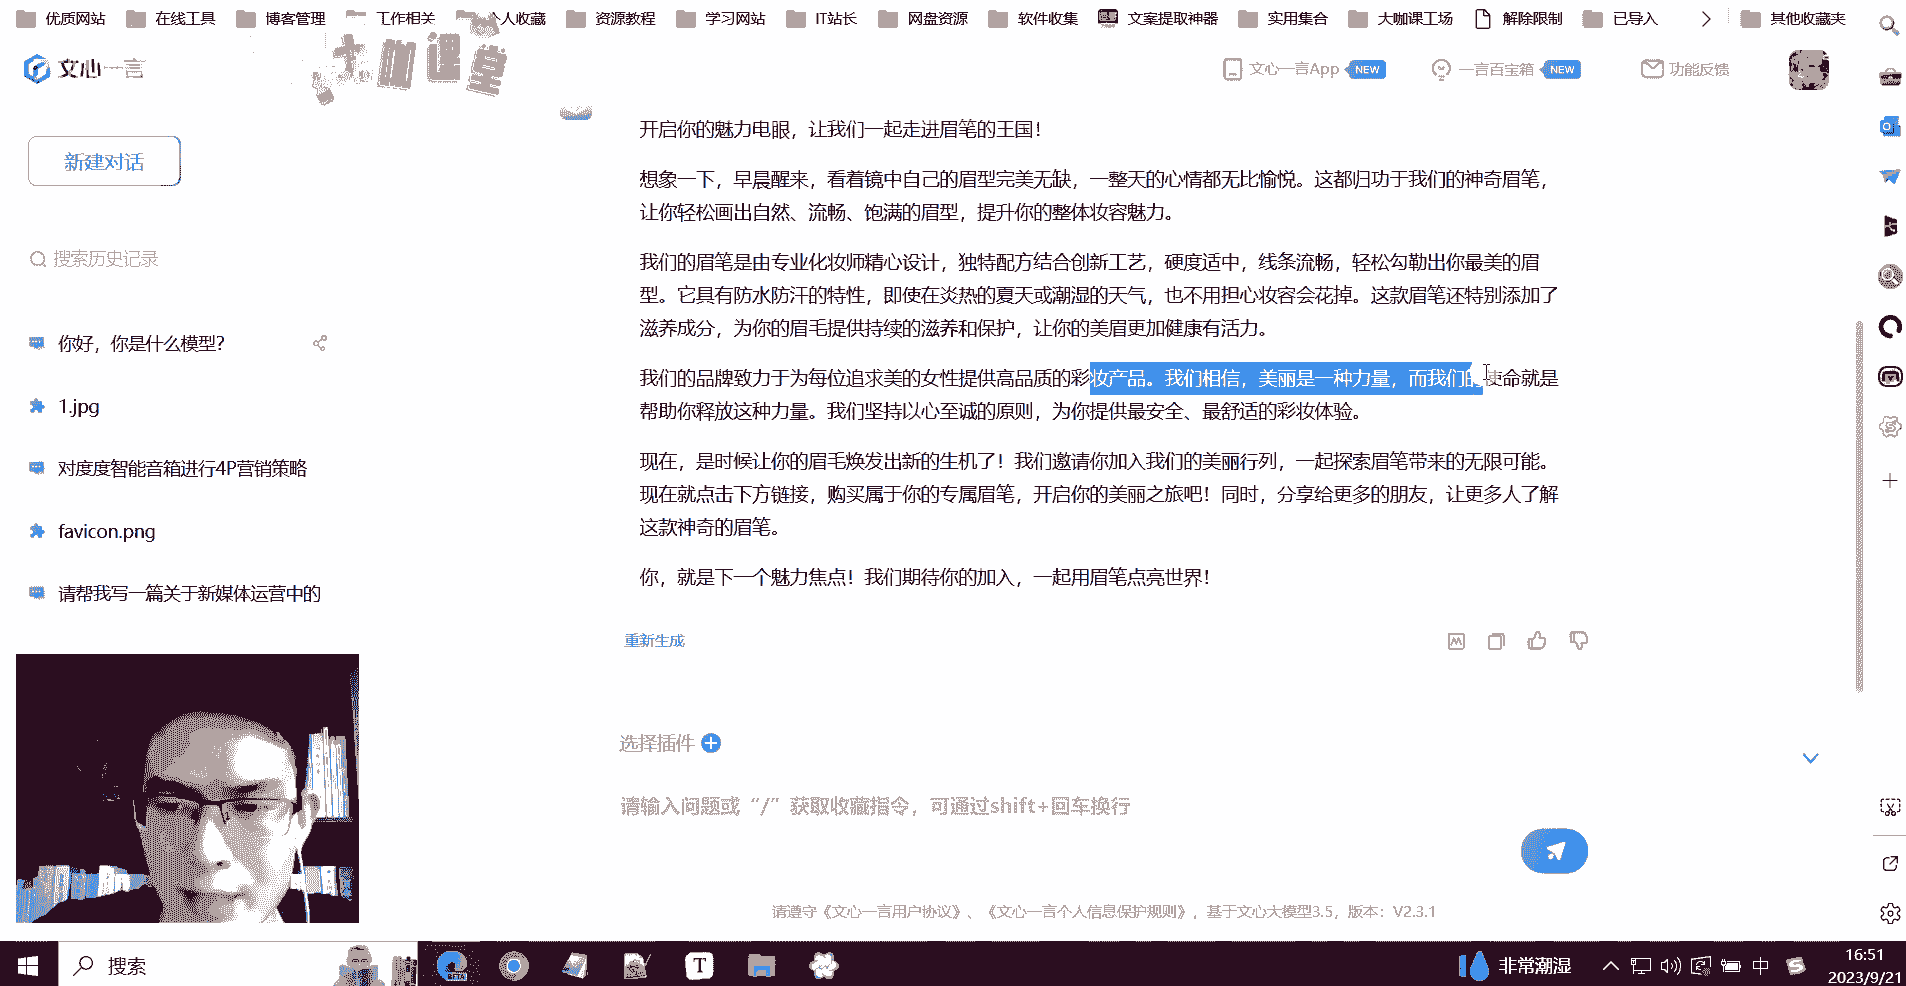 优质网站 在线工具 博客管理 工作相关 个人收藏 资源教程 学习网站 IT站长 网盘资源 软件收集 文案提取神器 实用集合 大咖课工场 解除限制 已导入 其他收藏夹
文心一言 大咖课堂 文心一言App NEW 一言百宝箱 NEW 功能反馈
新建对话
搜索历史记录
你好，你是什么模型？
1.jpg
对度度智能音箱进行4P营销策略
favicon.png
请帮我写一篇关于新媒体运营中的
开启你的魅力电眼，让我们一起走进眉笔的王国！
想象一下，早晨醒来，看着镜中自己的眉型完美无缺，一整天的心情都无比愉悦。这都归功于我们的神奇眉笔，
让你轻松画出自然、流畅、饱满的眉型，提升你的整体妆容魅力。
我们的眉笔是由专业化妆师精心设计，独特配方结合创新工艺，硬度适中，线条流畅，轻松勾勒出你最美的眉
型。它具有防水防汗的特性，即使在炎热的夏天或潮湿的天气，也不用担心妆容会花掉。这款眉笔还特别添加了
滋养成分，为你的眉毛提供持续的滋养和保护，让你的美眉更加健康有活力。
我们的品牌致力于为每位追求美的女性提供高品质的彩妆产品。我们相信，美丽是一种力量，而我们的使命就是
帮助你释放这种力量。我们坚持以心至诚的原则，为你提供最安全、最舒适的彩妆体验。
现在，是时候让你的眉毛焕发出新的生机了！我们邀请你加入我们的美丽行列，一起探索眉笔带来的无限可能。
现在就点击下方链接，购买属于你的专属眉笔，开启你的美丽之旅吧！同时，分享给更多的朋友，让更多人了解
这款神奇的眉笔。
你，就是下一个魅力焦点！我们期待你的加入，一起用眉笔点亮世界！
重新生成
选择插件
请输入问题或“/”获取收藏指令，可通过shift+回车换行
请遵守《文心一言用户协议》、《文心一言个人信息保护规则》，基于文心大模型3.5，版本：V2.3.1
搜索 非常潮湿 中 16:51
2023/9/21